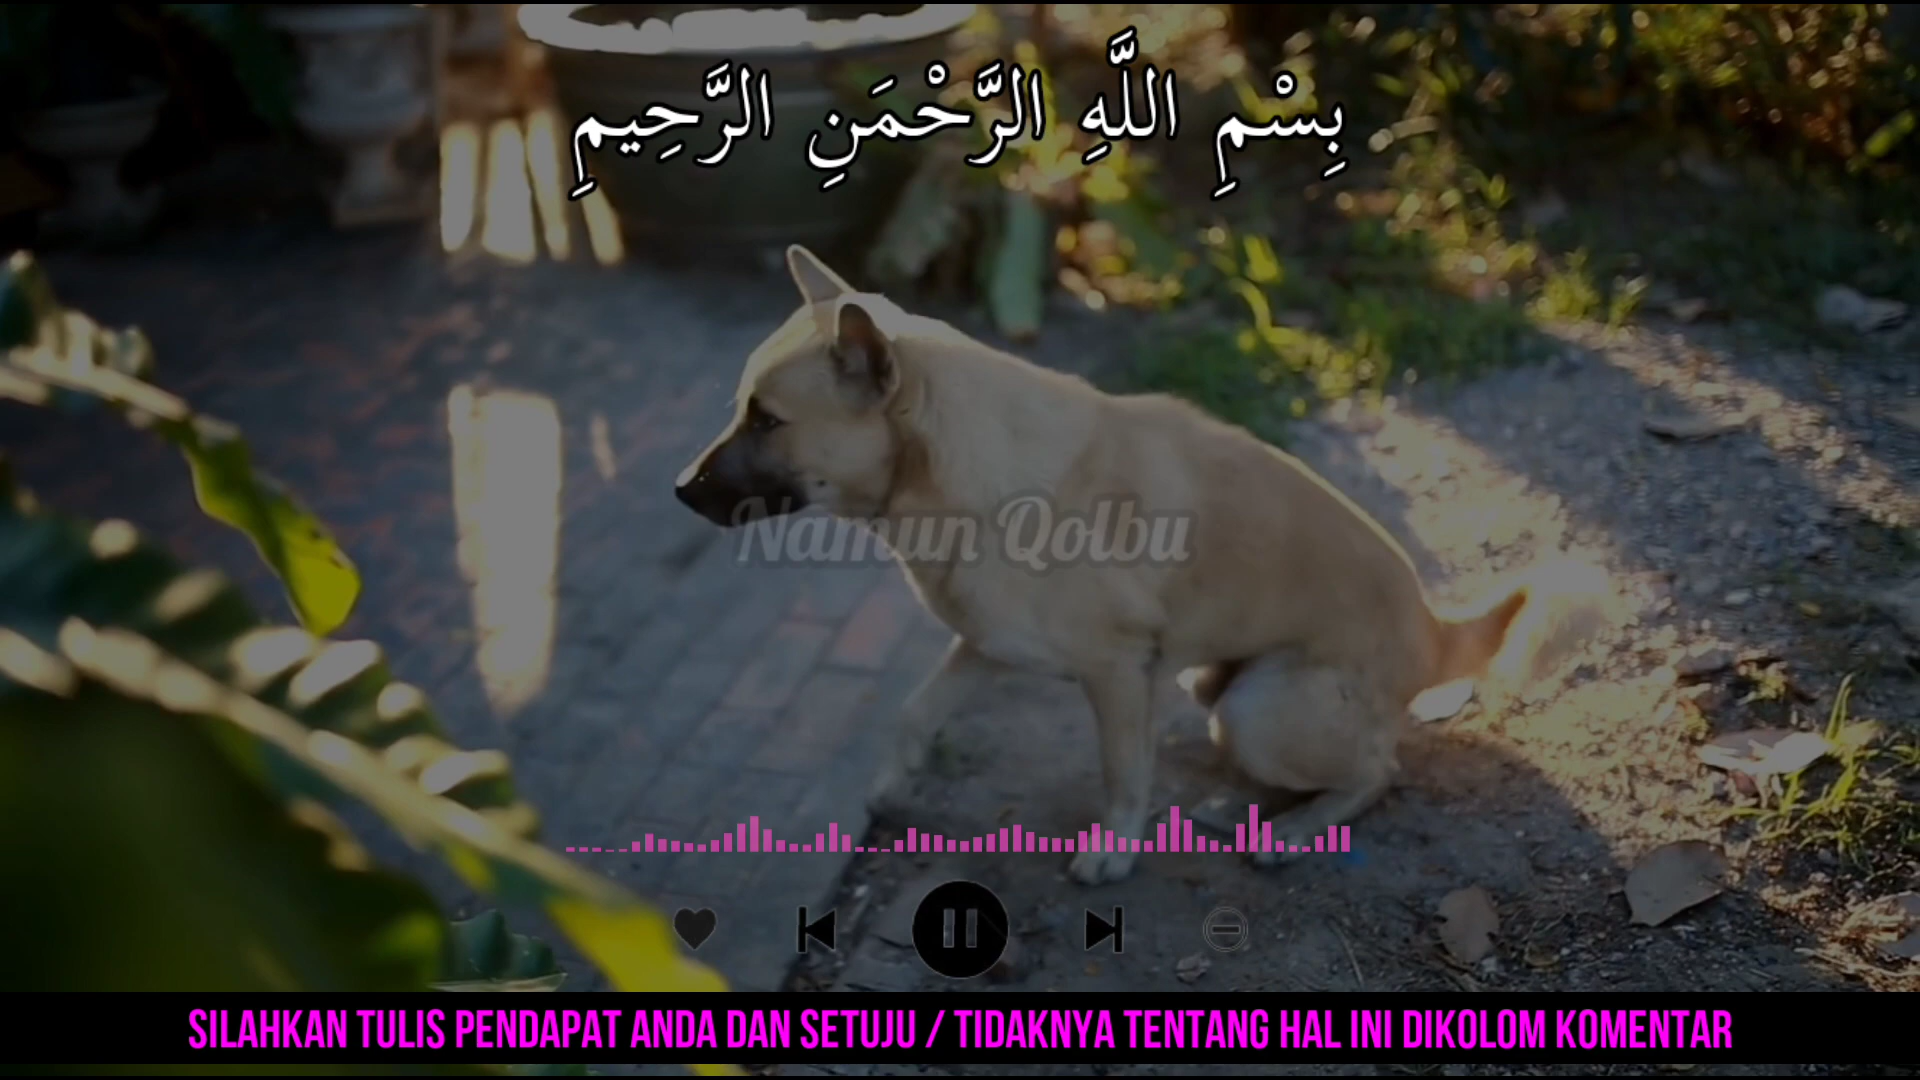 بِسْمِ اللَّهِ الرَّحْمَنِ الرَّحِيمِ
Namun Qolbu
SILAHKAN TULIS PENDAPAT ANDA DAN SETUJU / TIDAKNYA TENTANG HAL INI DIKOLOM KOMENTAR